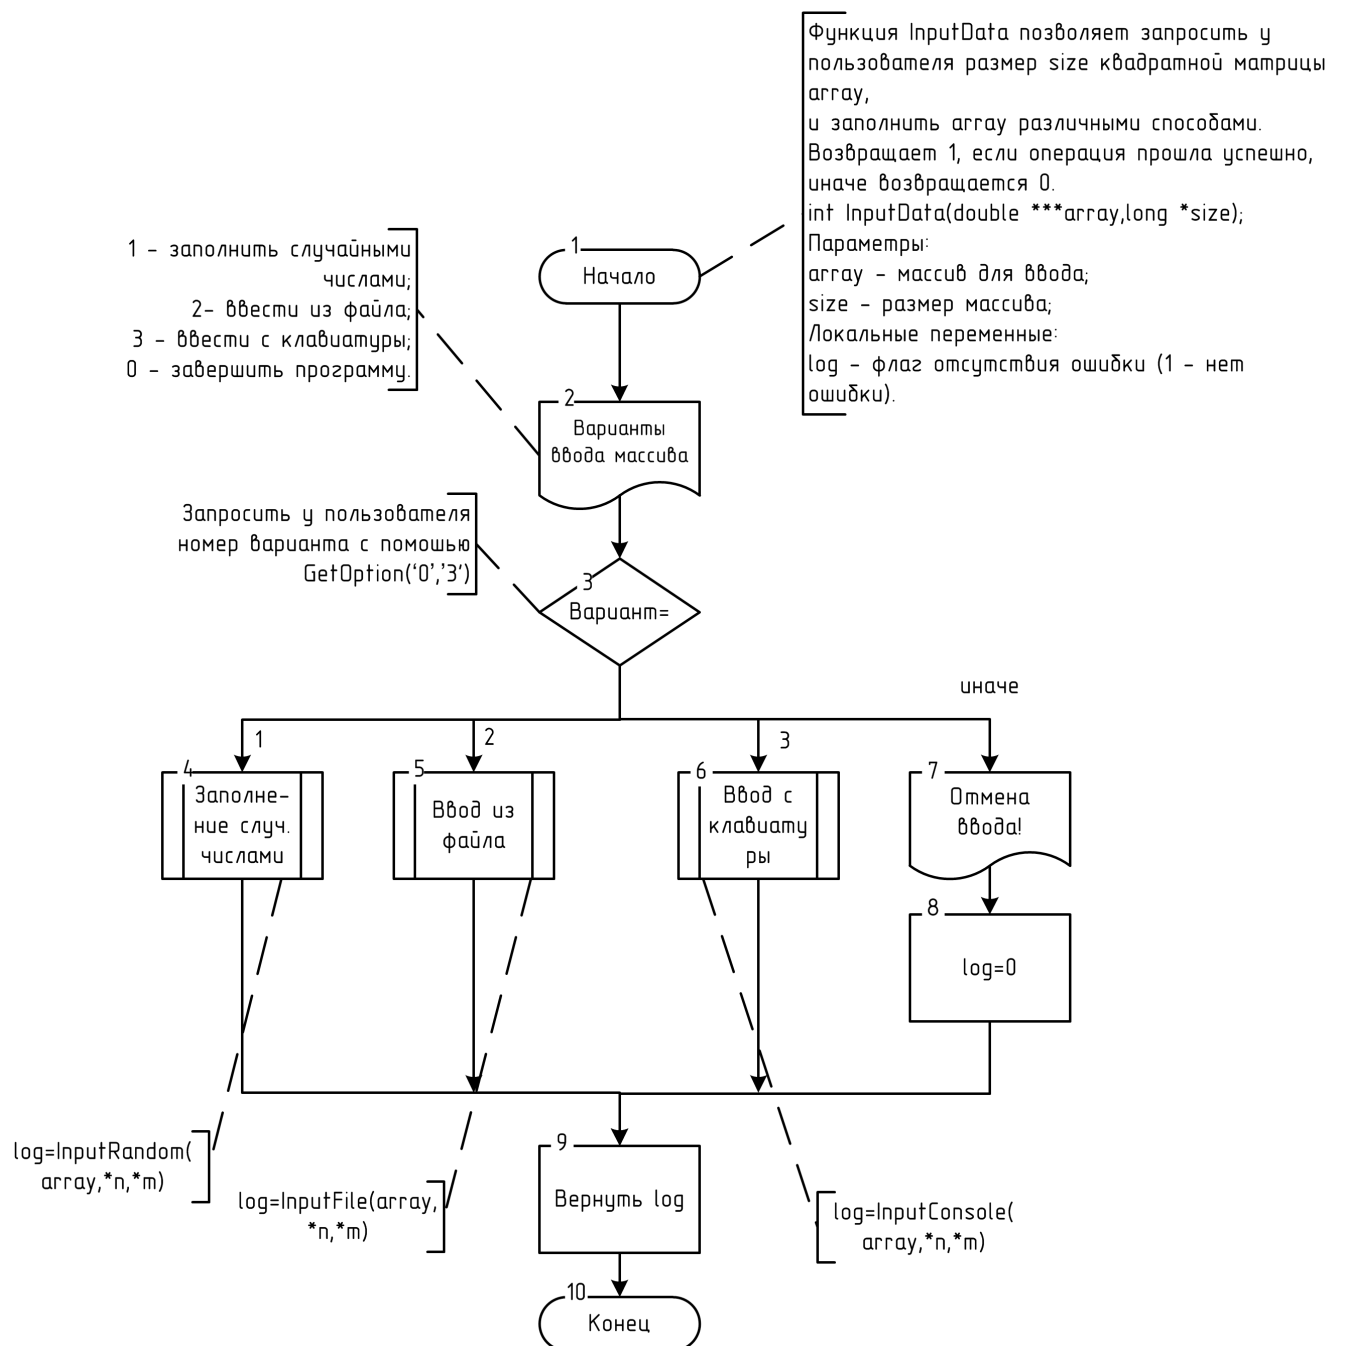 Функция InputData позволяет запросить у
пользователя размер size квадратной матрицы
array,
и заполнить array различными способами.
Возвращает 1, если операция прошла успешно,
иначе возвращается 0.
int InputData(double ***array,long *size);
Параметры:
array – массив для ввода;
size – размер массива;
Локальные переменные:
log – флаг отсутствия ошибки (1 – нет
ошибки).
1 – заполнить случайными
числами;
2– ввести из файла;
3 – ввести с клавиатуры;
0 – завершить программу.
1
Начало
2
Варианты
ввода массива
Запросить у пользователя
номер варианта с помошью
GetOption(‘0’,’3’)
3
Вариант=
иначе
1
2
3
4
Заполне–
ние случ.
числами
5
Ввод из
файла
6
Ввод с
клавиату
ры
7
Отмена
ввода!
8
log=0
log=InputRandom(
array,*n,*m)
log=InputFile(array,
*n,*m)
9
Вернуть log
log=InputConsole(
array,*n,*m)
10
Конец